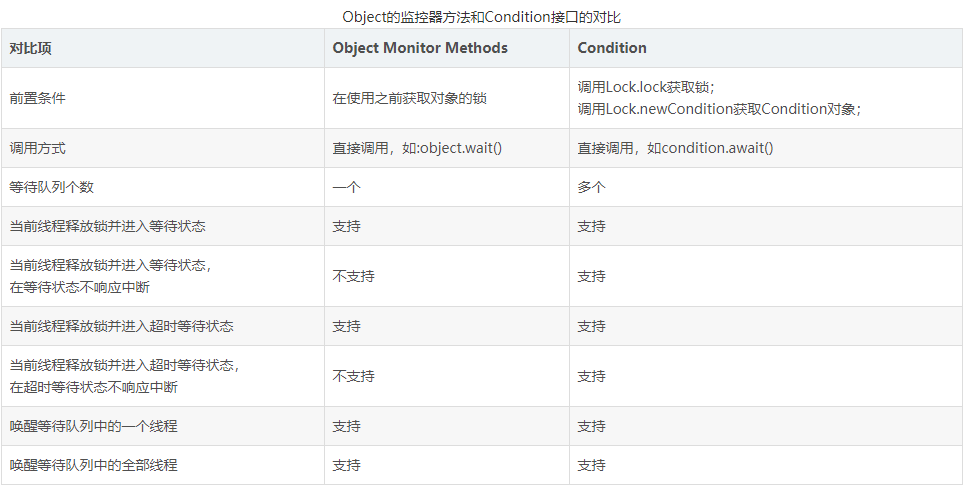 Object的监控器方法和Condition接口的对比
对比项 Object Monitor Methods Condition
前置条件 在使用之前获取对象的锁 调用Lock.lock获取锁；
调用Lock.newCondition获取Condition对象；
调用方式 直接调用，如:object.wait() 直接调用，如condition.await()
等待队列个数 一个 多个
当前线程释放锁并进入等待状态 支持 支持
当前线程释放锁并进入等待状态，
在等待状态不响应中断 不支持 支持
当前线程释放锁并进入超时等待状态 支持 支持
当前线程释放锁并进入超时等待状态，
在超时等待状态不响应中断 不支持 支持
唤醒等待队列中的一个线程 支持 支持
唤醒等待队列中的全部线程 支持 支持